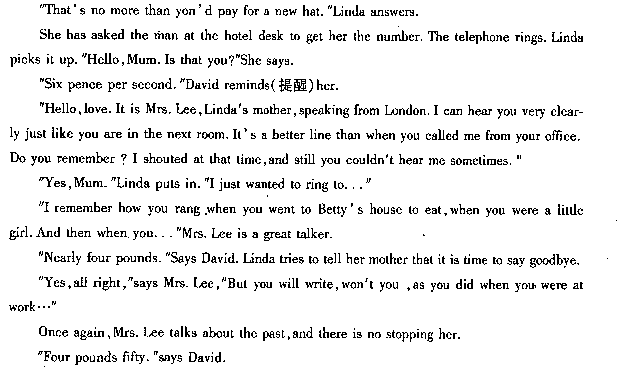 "That's no more than yon'd pay for a new hat. "Linda answers.
She has asked the man at the hotel desk to get her the number. The telephone rings. Linda
picks it up. "Hello, Mum. Is that you?"She says.
"Six pence per second. "David reminds(提醒)her.
"Hello, love. It is Mrs. Lee, Linda's mother, speaking from London. I can hear you very clear-
ly just like you are in the next room. It's a better line than when you called me from your office.
Do you remember ? I shouted at that time, and still you couldn't hear me sometimes. "
"Yes, Mum. "Linda puts in. "I just wanted to ring to. . . "
"I remember how you rang ,when you went to Betty's house to eat, when you were a little
girl. And then when you. . . "Mrs. Lee is a great talker.
"Nearly four pounds. "Says David. Linda tries to tell her mother that it is time to say goodbye.
"Yes, all right,"says Mrs. Lee, "But you will write, won't you , as you did when you were at
work…"
Once again, Mrs. Lee talks about the past, and there is no stopping her.
"Four pounds fifty. "says David.